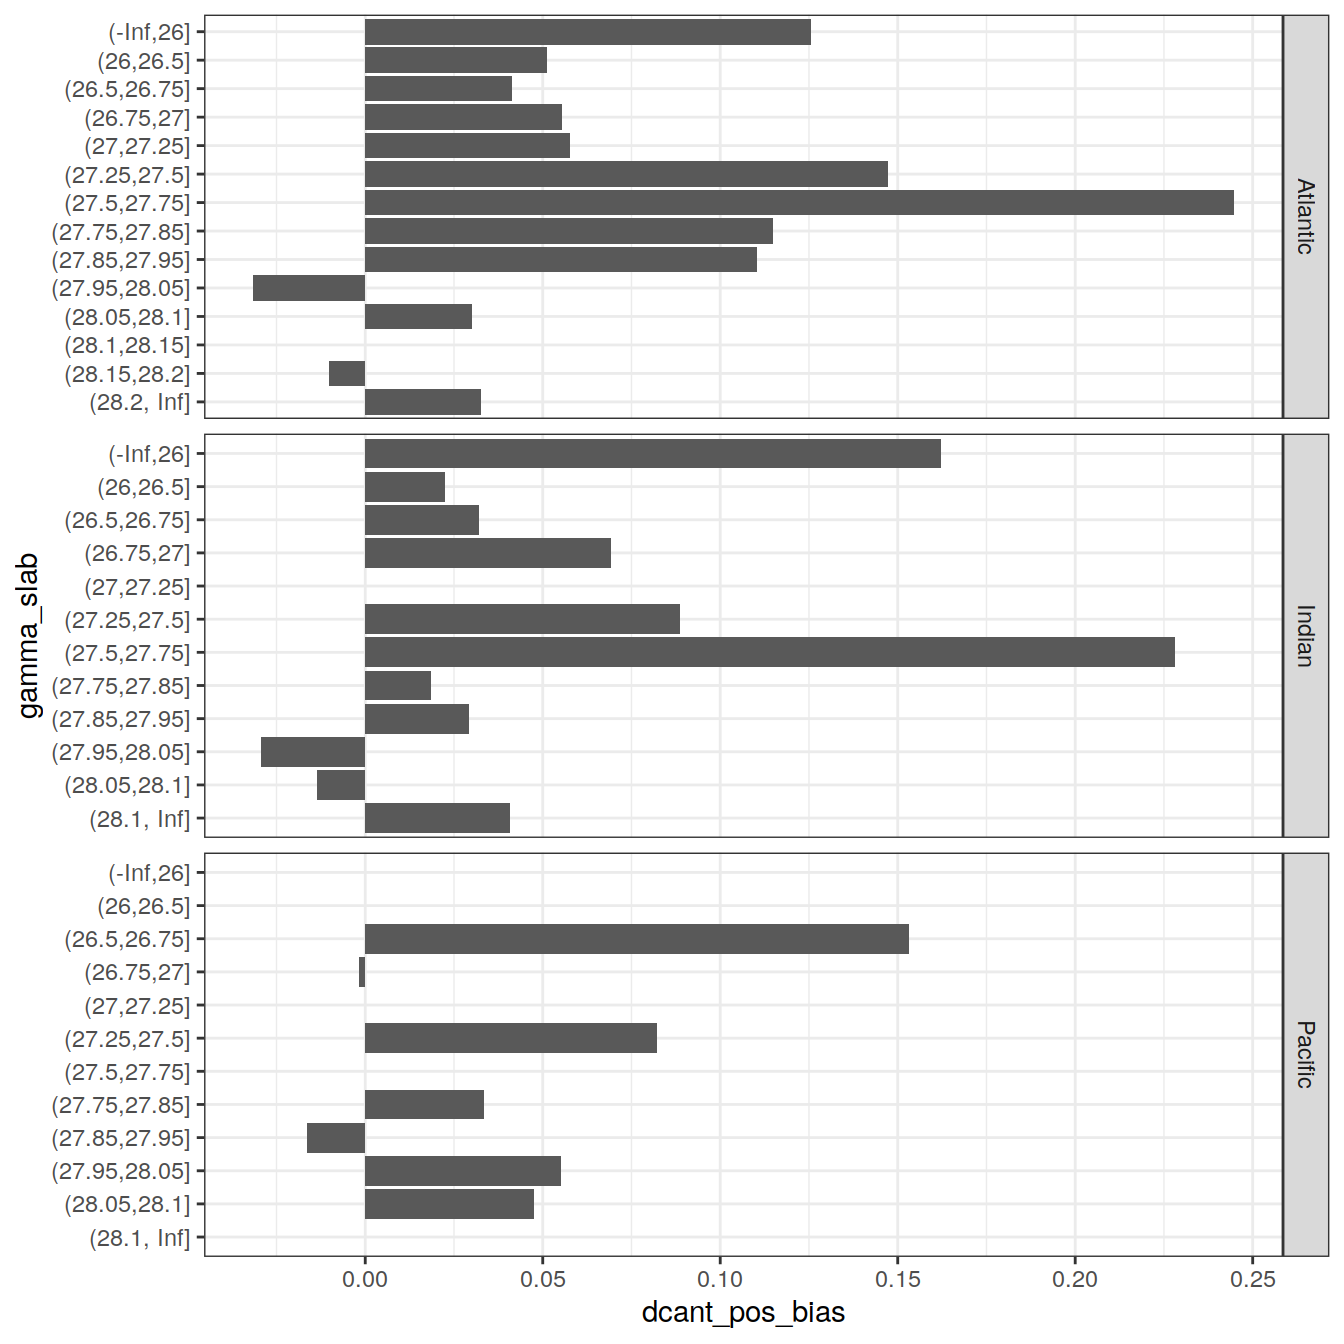 (-Inf,26]
(26,26.5]
(26.5,26.75]
(26.75,27]
(27,27.25]
(27.25,27.5]
(27.5,27.75]
(27.75,27.85]
(27.85,27.95]
(27.95,28.05]
(28.05,28.1]
(28.1,28.15]
(28.15,28.2]
(28.2, Inf]
Atlantic
(-Inf,26]
(26,26.5]
(26.5,26.75]
(26.75,27]
(27,27.25]
(27.25,27.5]
(27.5,27.75]
(27.75,27.85]
(27.85,27.95]
(27.95,28.05]
(28.05,28.1]
(28.1, Inf]
Indian
gamma_slab
(-Inf,26]
(26,26.5]
(26.5,26.75]
(26.75,27]
(27,27.25]
(27.25,27.5]
(27.5,27.75]
(27.75,27.85]
(27.85,27.95]
(27.95,28.05]
(28.05,28.1]
(28.1, Inf]
Pacific
0.00 0.05 0.10 0.15 0.20 0.25
dcant_pos_bias